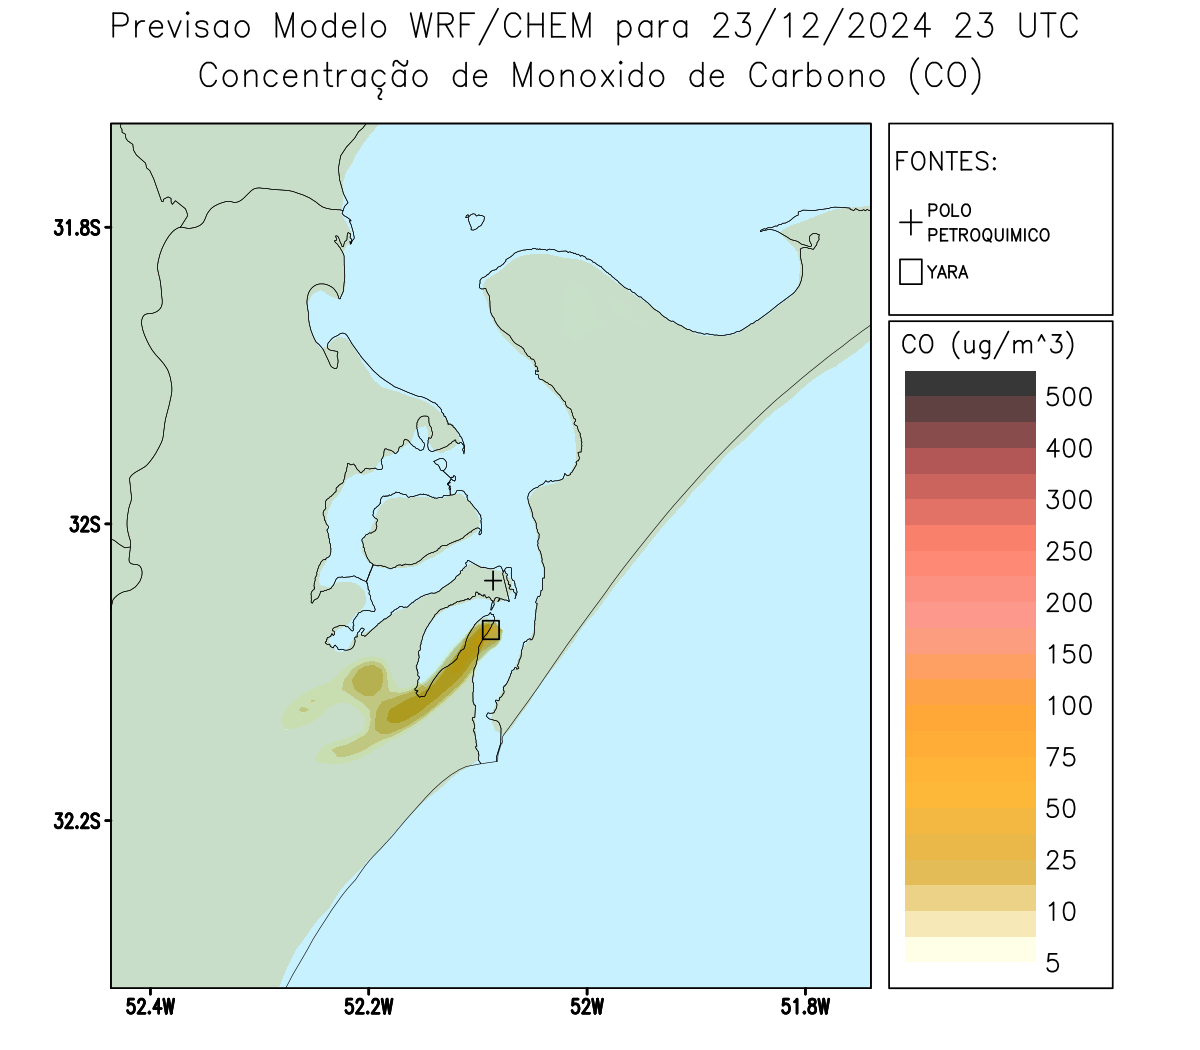 Previsao Modelo WRF/CHEM para 23/12/2024 23 UTC
Concentração de Monoxido de Carbono (CO)
FONTES:
POLO
PETROQUIMICO
YARA
CO (ug/m^3)
500
400
300
250
200
150
100
75
50
25
10
5
31.8S
32S
32.2S
52.4W
52.2W
52W
51.8W